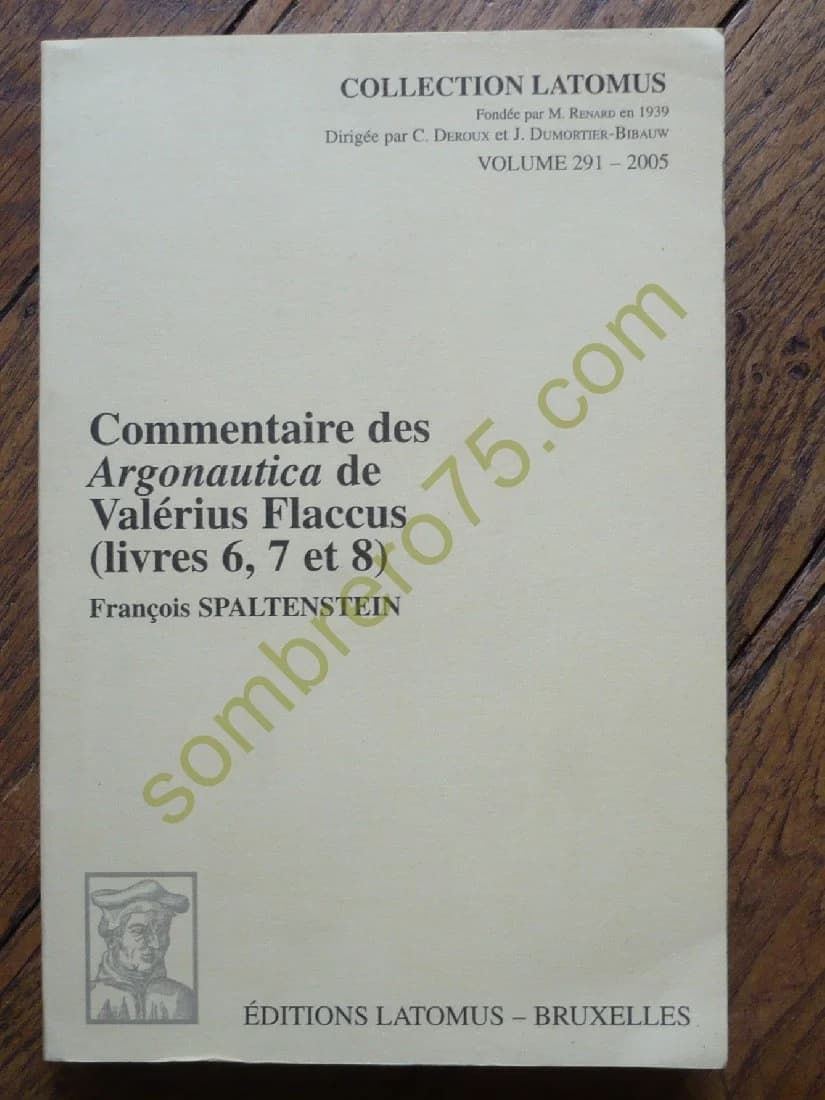 COLLECTION LATOMUS
Fondée par M. RENARD en 1939
Dirigée par C. DEROUX et J. DUMORTIER-BIBAUW
VOLUME 291 – 2005
Commentaire des
Argonautica de
Valérius Flaccus
(livres 6, 7 et 8)
François SPALTENSTEIN
sombrero75.com
ÉDITIONS LATOMUS – BRUXELLES